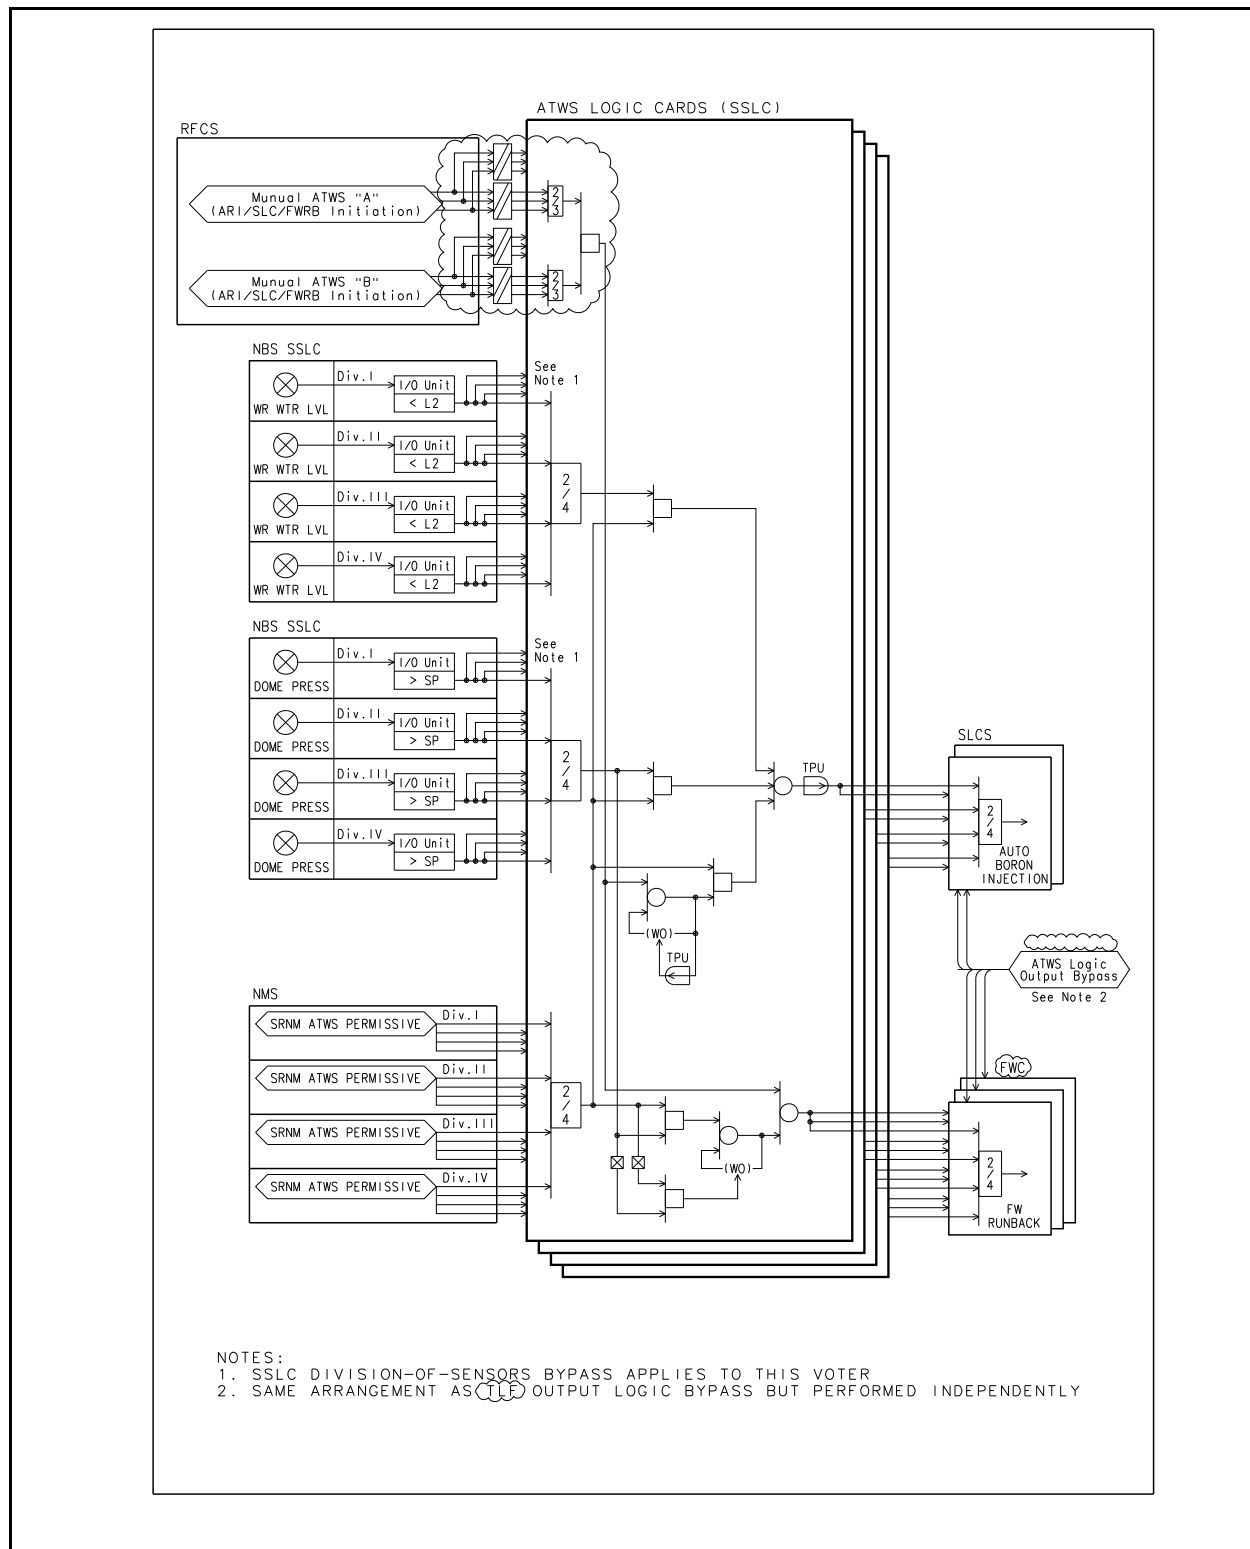 ATWS LOGIC CARDS (SSLC)
RFCS
Munual ATWS "A"
(ARI/SLC/FWRB Initiation)
2/3
Munual ATWS "B"
(ARI/SLC/FWRB Initiation)
2/3
NBS SSLC
See
Note 1
WR WTR LVL
Div.I
I/O Unit
< L2
WR WTR LVL
Div.II
I/O Unit
< L2
WR WTR LVL
Div.III
I/O Unit
< L2
2/4
WR WTR LVL
Div.IV
I/O Unit
< L2
NBS SSLC
See
Note 1
DOME PRESS
Div.I
I/O Unit
> SP
DOME PRESS
Div.II
I/O Unit
> SP
DOME PRESS
Div.III
I/O Unit
> SP
2/4
DOME PRESS
Div.IV
I/O Unit
> SP
TPU
(WO)
TPU
SLCS
2/4
AUTO
BORON
INJECTION
ATWS Logic
Output Bypass
See Note 2
NMS
SRNM ATWS PERMISSIVE
Div.I
SRNM ATWS PERMISSIVE
Div.II
SRNM ATWS PERMISSIVE
Div.III
SRNM ATWS PERMISSIVE
Div.IV
2/4
(WO)
FWC
2/4
FW
RUNBACK
NOTES:
1. SSLC DIVISION-OF-SENSORS BYPASS APPLIES TO THIS VOTER
2. SAME ARRANGEMENT AS TLF OUTPUT LOGIC BYPASS BUT PERFORMED INDEPENDENTLY